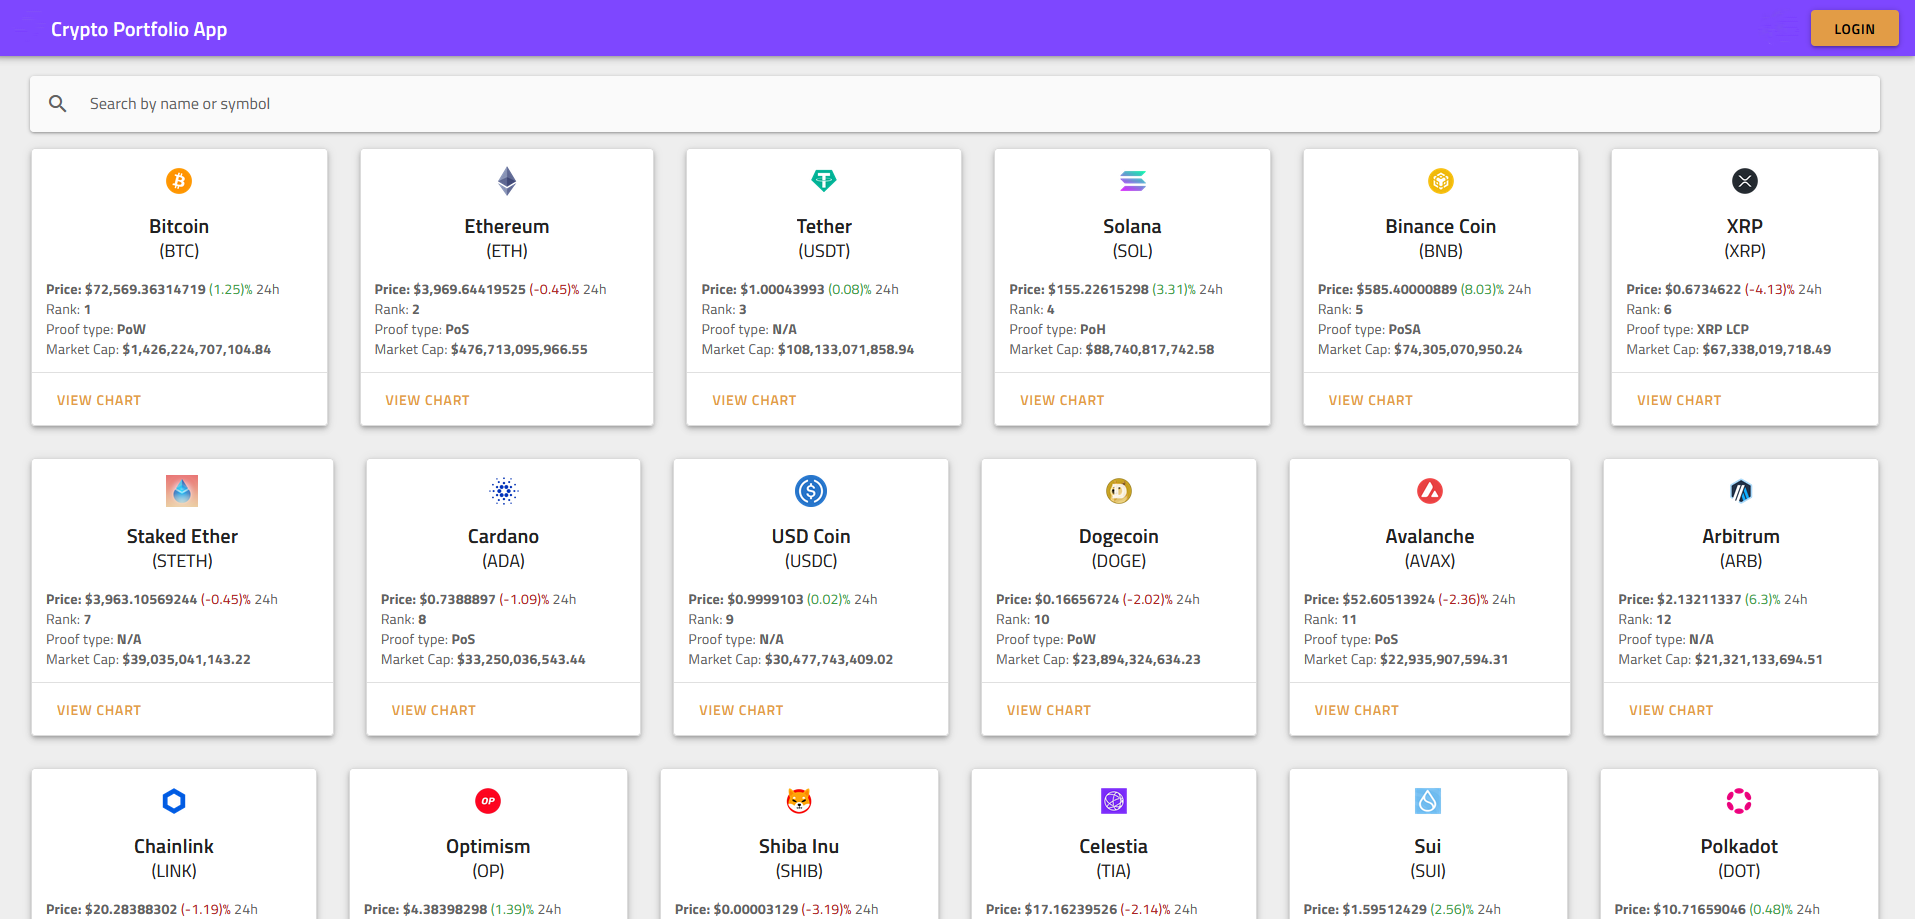 Crypto Portfolio App
LOGIN
Search by name or symbol
Bitcoin
(BTC)
Price: $72,569.36314719 (1.25)% 24h
Rank: 1
Proof type: PoW
Market Cap: $1,426,224,707,104.84
VIEW CHART
Ethereum
(ETH)
Price: $3,969.64419525 (-0.45)% 24h
Rank: 2
Proof type: PoS
Market Cap: $476,713,095,966.55
VIEW CHART
Tether
(USDT)
Price: $1.00043993 (0.08)% 24h
Rank: 3
Proof type: N/A
Market Cap: $108,133,071,858.94
VIEW CHART
Solana
(SOL)
Price: $155.22615298 (3.31)% 24h
Rank: 4
Proof type: PoH
Market Cap: $88,740,817,742.58
VIEW CHART
Binance Coin
(BNB)
Price: $585.40000889 (8.03)% 24h
Rank: 5
Proof type: PoSA
Market Cap: $74,305,070,950.24
VIEW CHART
XRP
(XRP)
Price: $0.6734622 (-4.13)% 24h
Rank: 6
Proof type: XRP LCP
Market Cap: $67,338,019,718.49
VIEW CHART
Staked Ether
(STETH)
Price: $3,963.10569244 (-0.45)% 24h
Rank: 7
Proof type: N/A
Market Cap: $39,035,041,143.22
VIEW CHART
Cardano
(ADA)
Price: $0.7388897 (-1.09)% 24h
Rank: 8
Proof type: PoS
Market Cap: $33,250,036,543.44
VIEW CHART
USD Coin
(USDC)
Price: $0.9999103 (0.02)% 24h
Rank: 9
Proof type: N/A
Market Cap: $30,477,743,409.02
VIEW CHART
Dogecoin
(DOGE)
Price: $0.16656724 (-2.02)% 24h
Rank: 10
Proof type: PoW
Market Cap: $23,894,324,634.23
VIEW CHART
Avalanche
(AVAX)
Price: $52.60513924 (-2.36)% 24h
Rank: 11
Proof type: PoS
Market Cap: $22,935,907,594.31
VIEW CHART
Arbitrum
(ARB)
Price: $2.13211337 (6.3)% 24h
Rank: 12
Proof type: N/A
Market Cap: $21,321,133,694.51
VIEW CHART
Chainlink
(LINK)
Price: $20.28388302 (-1.19)% 24h
OP
Optimism
(OP)
Price: $4.38398298 (1.39)% 24h
Shiba Inu
(SHIB)
Price: $0.00003129 (-3.19)% 24h
Celestia
(TIA)
Price: $17.16239526 (-2.14)% 24h
Sui
(SUI)
Price: $1.59512429 (2.56)% 24h
Polkadot
(DOT)
Price: $10.71659046 (0.48)% 24h